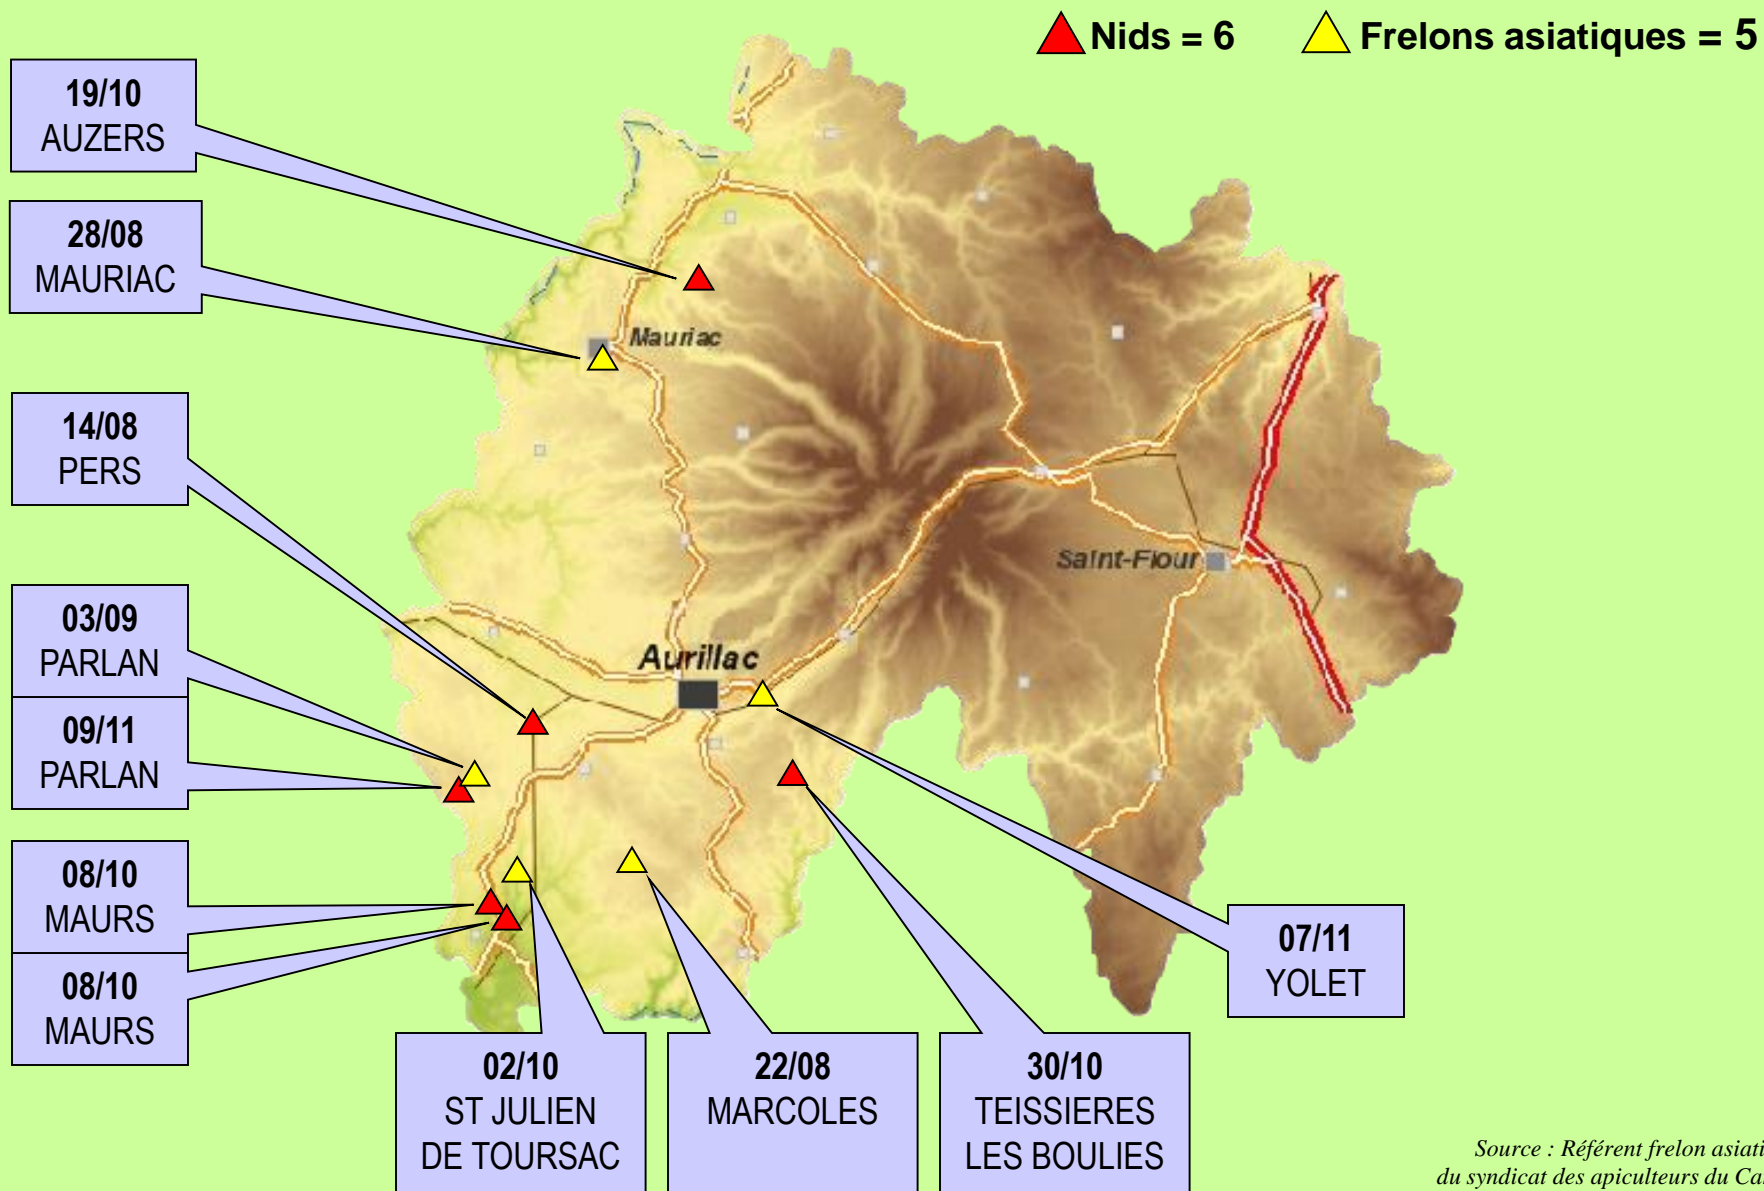 Nids = 6
Frelons asiatiques = 5
19/10
AUZERS
28/08
MAURIAC
Mauriac
14/08
PERS
Saint-Flour
03/09
PARLAN
Aurillac
09/11
PARLAN
08/10
MAURS
08/10
MAURS
07/11
YOLET
02/10
ST JULIEN
DE TOURSAC
22/08
MARCOLES
30/10
TEISSIERES
LES BOULIES
Source : Référent frelon asiati
du syndicat des apiculteurs du Ca